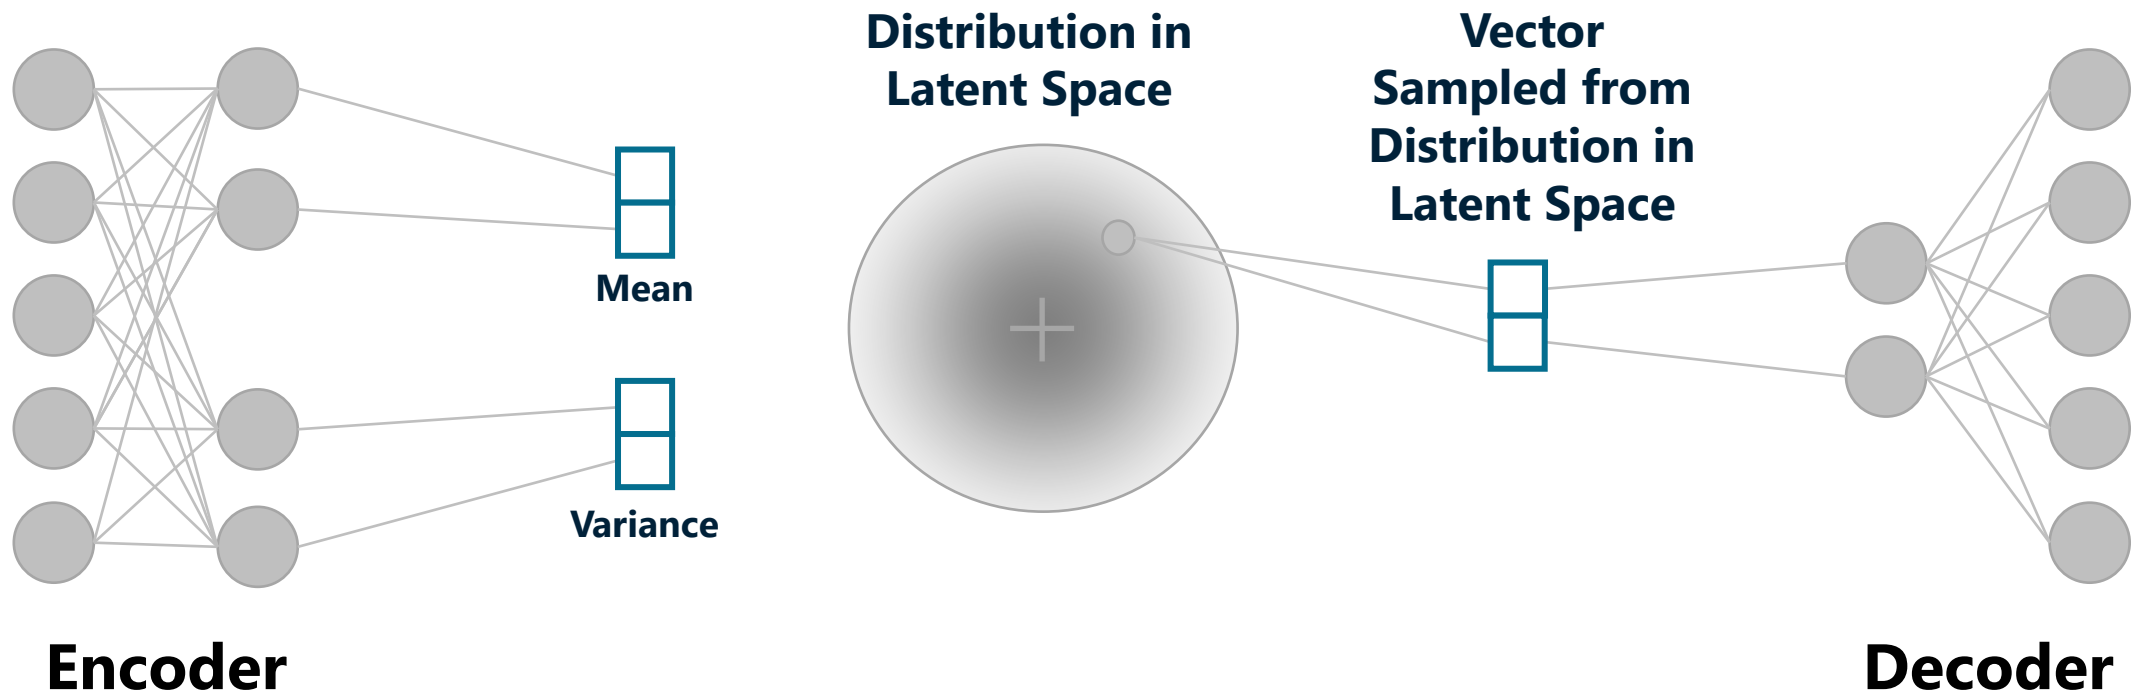 Distribution in
Latent Space
Vector
Sampled from
Distribution in
Latent Space
Mean
Variance
Encoder
Decoder